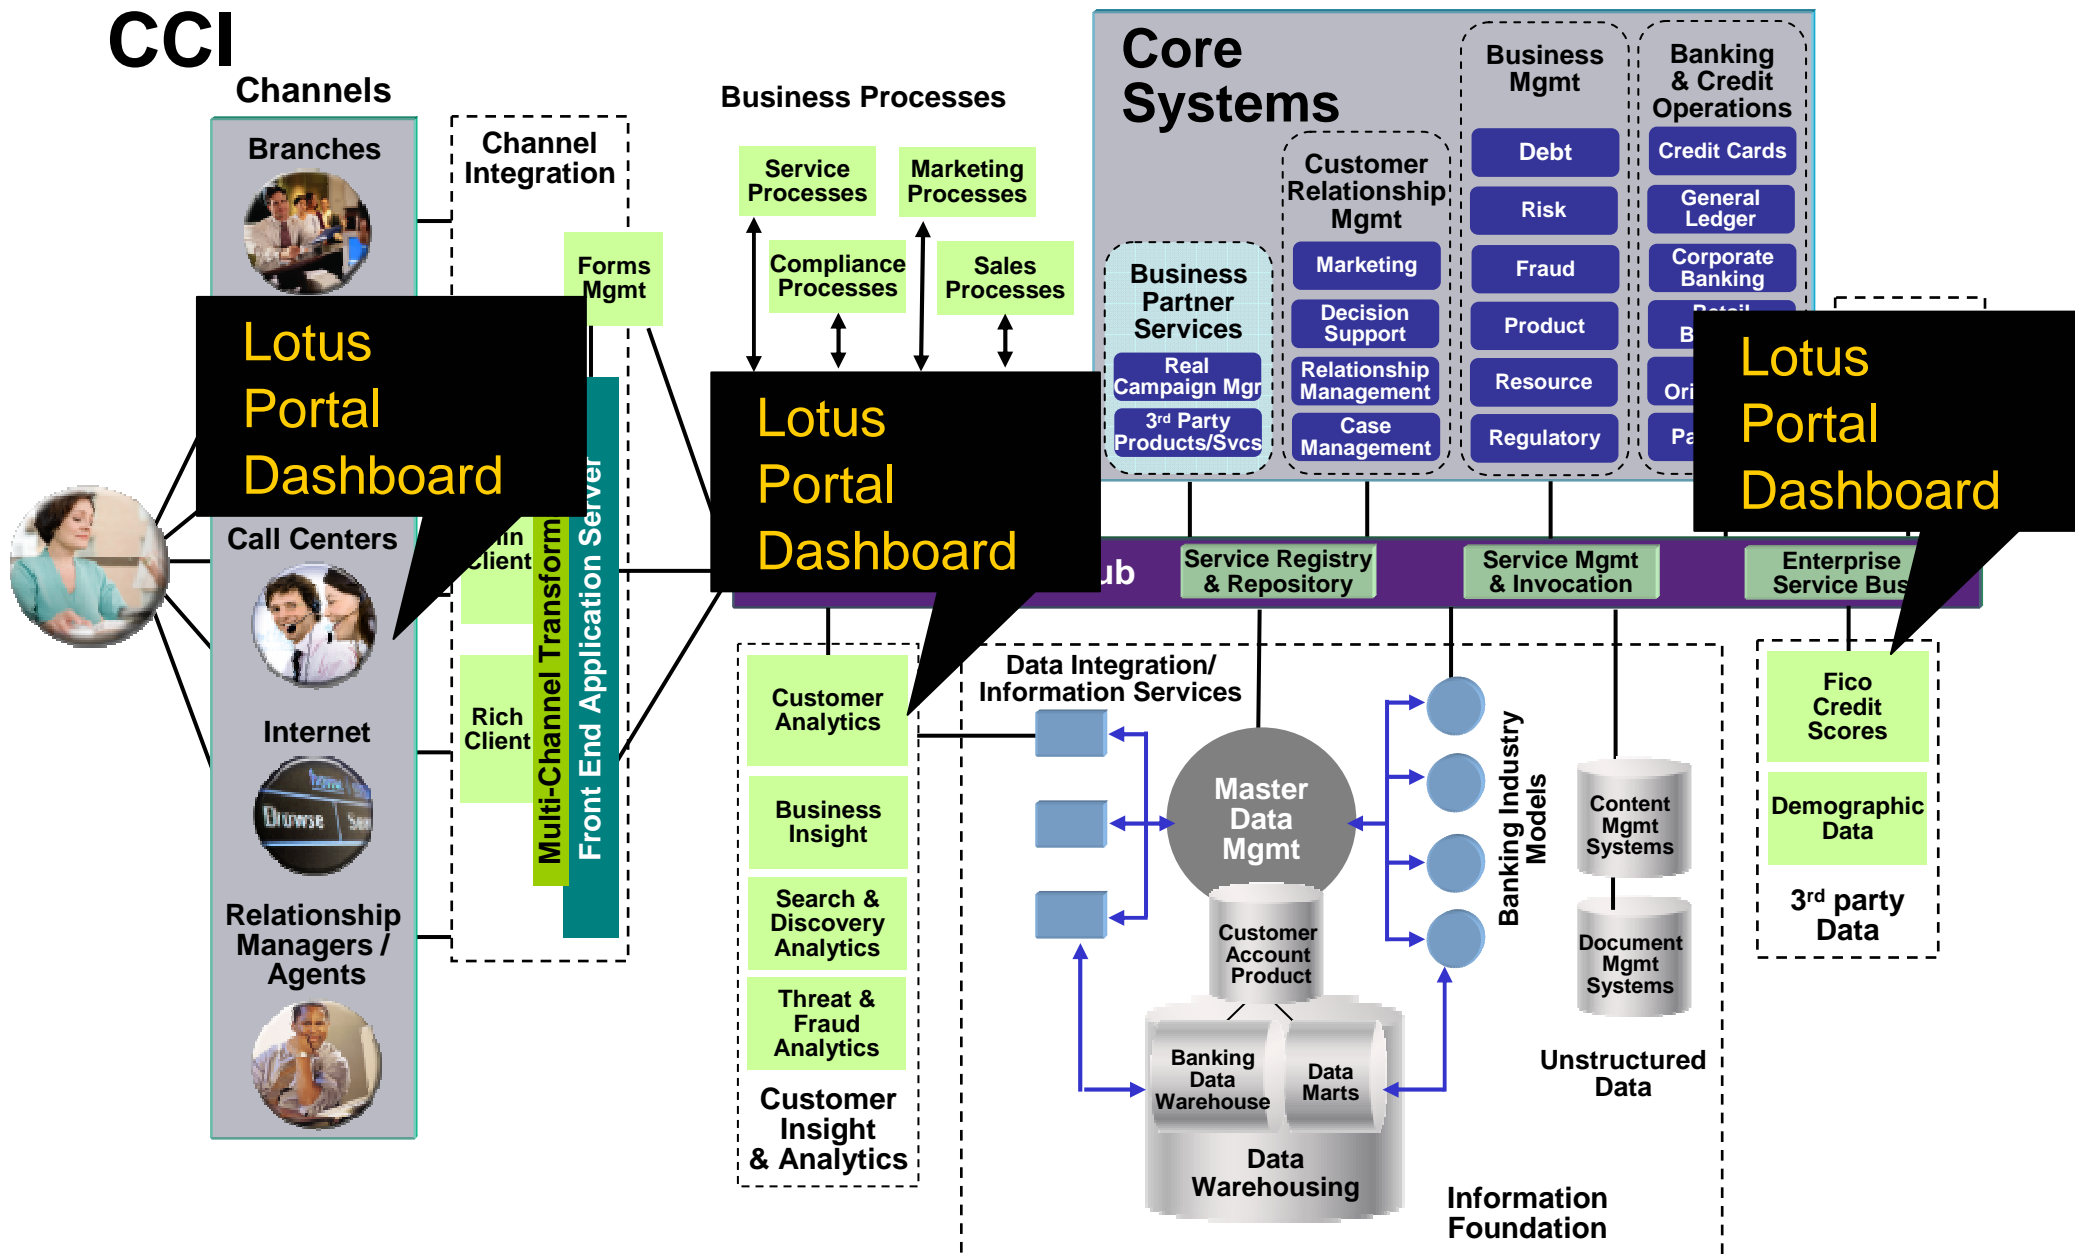 CCI
Channels
Branches
Call Centers
Internet
Relationship
Managers /
Agents
Browse
Channel
Integration
Forms
Mgmt
Client
Rich
Client
Multi-Channel Transform
Front End Application Server
Lotus
Portal
Dashboard
Business Processes
Service
Processes
Marketing
Processes
Compliance
Processes
Sales
Processes
Lotus
Portal
Dashboard
Core
Systems
Business
Partner
Services
Real
Campaign Mgr
3rd Party
Products/Svcs
Customer
Relationship
Mgmt
Marketing
Decision
Support
Relationship
Management
Case
Management
Business
Mgmt
Debt
Risk
Fraud
Product
Resource
Regulatory
Banking
& Credit
Operations
Credit Cards
General
Ledger
Corporate
Banking
Retail
Lotus
Portal
Dashboard
ub
Service Registry
& Repository
Service Mgmt
& Invocation
Enterprise
Service Bus
Customer
Analytics
Business
Insight
Search &
Discovery
Analytics
Threat &
Fraud
Analytics
Customer
Insight
& Analytics
Data Integration/
Information Services
Master
Data
Mgmt
Customer
Account
Product
Banking
Data
Warehouse
Data
Marts
Data
Warehousing
Banking Industry
Models
Content
Mgmt
Systems
Document
Mgmt
Systems
Unstructured
Data
Information
Foundation
Fico
Credit
Scores
Demographic
Data
3rd party
Data